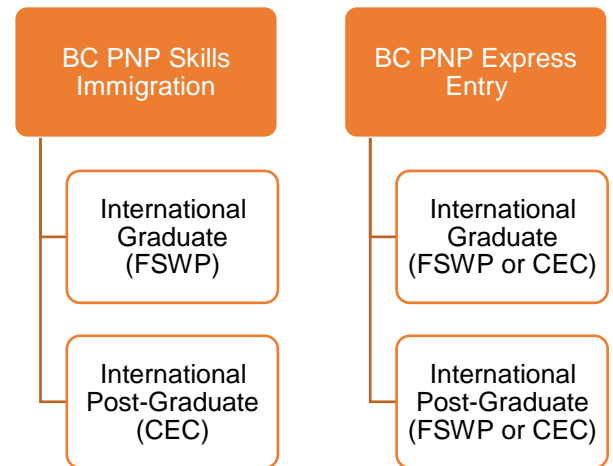 BC PNP Skills
Immigration
International
Graduate
(FSWP)
International
Post-Graduate
(CEC)
BC PNP Express
Entry
International
Graduate
(FSWP or CEC)
International
Post-Graduate
(FSWP or CEC)